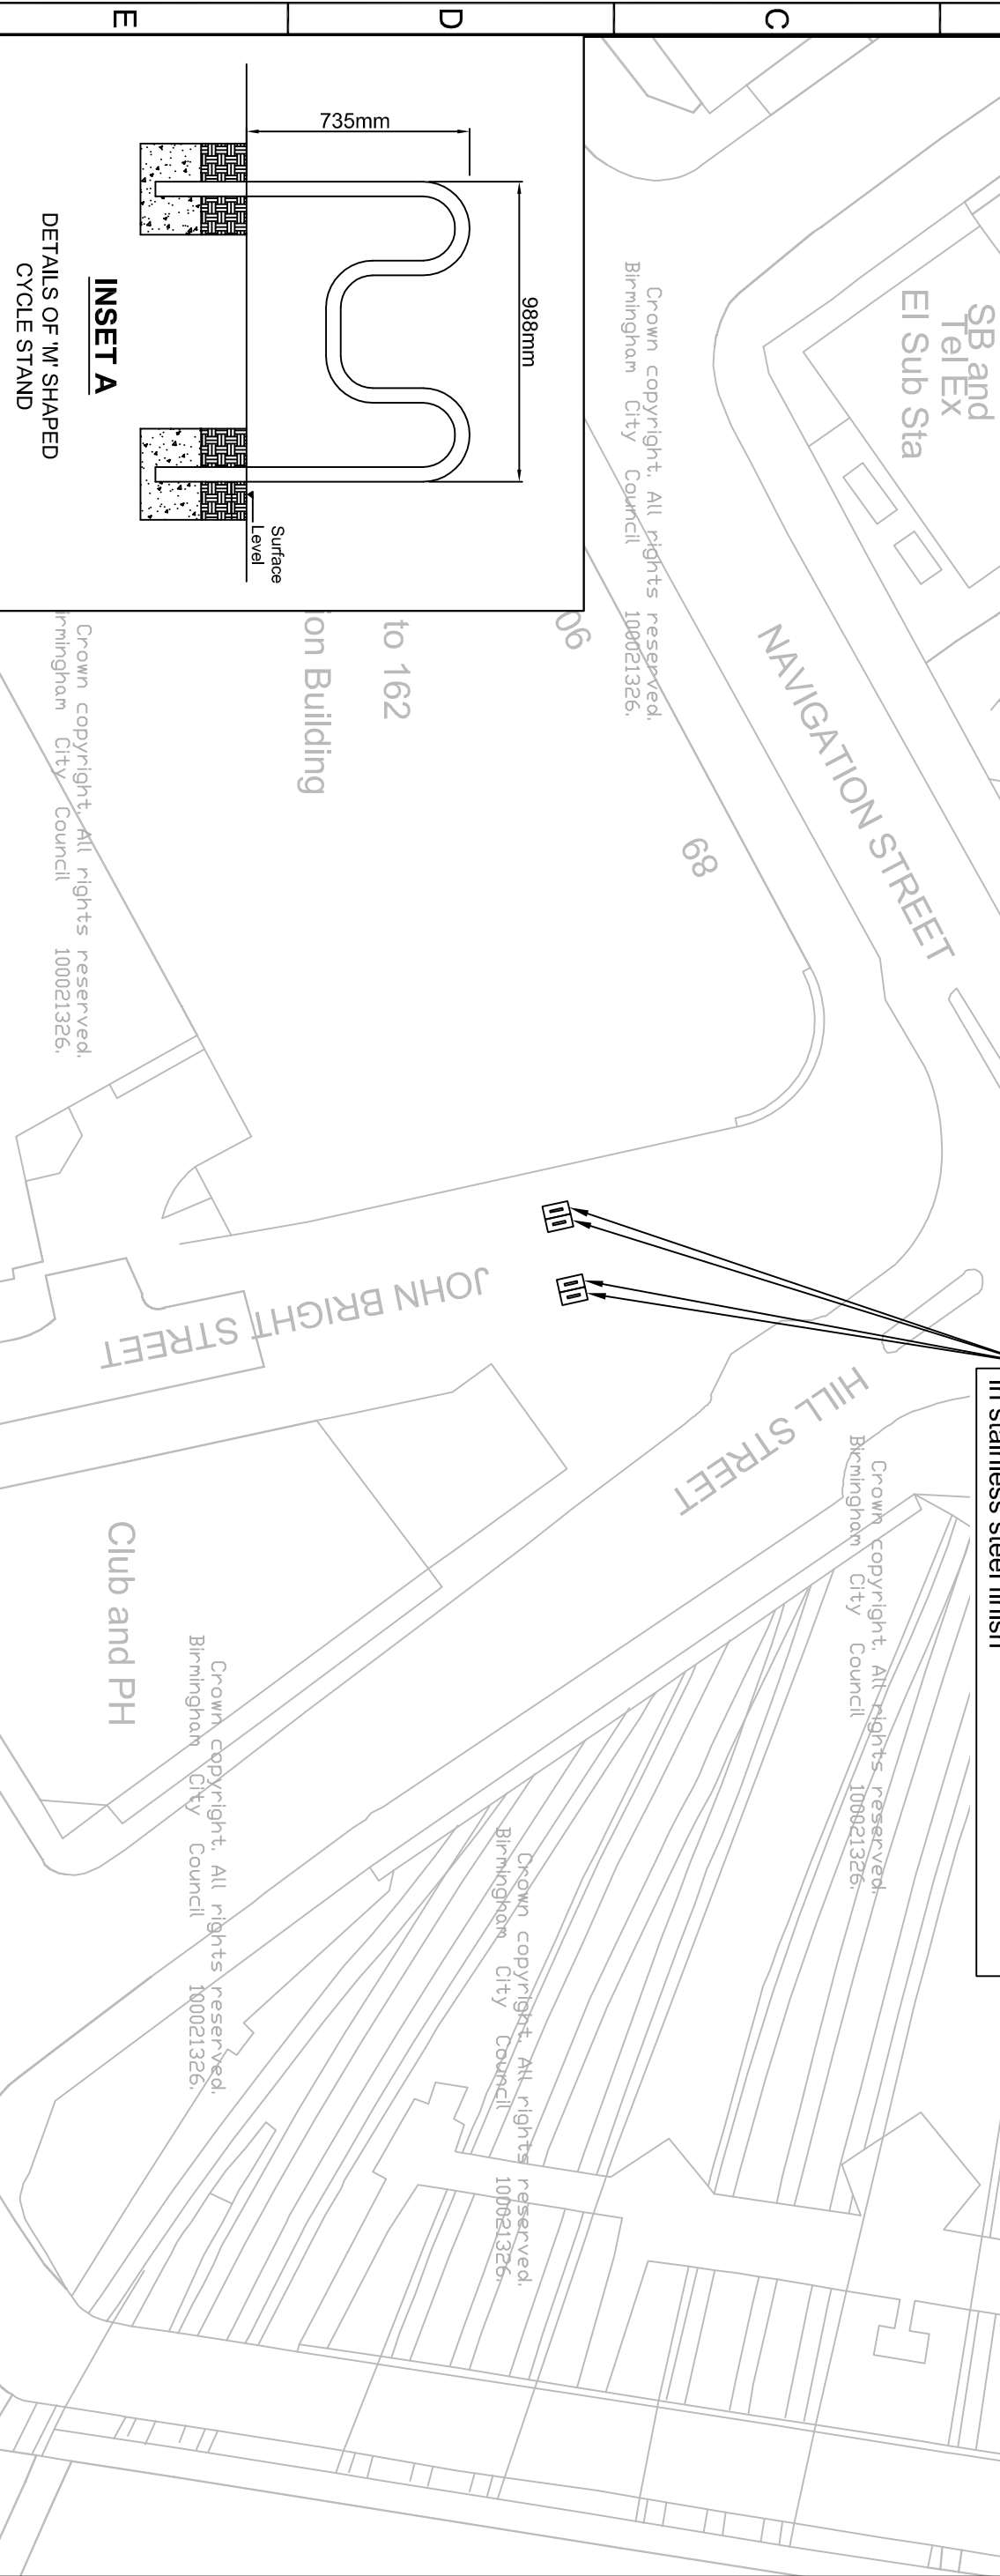 C
D
E
SB and
Tel Ex
El Sub Sta
NAVIGATION STREET
68
06
to 162
ion Building
JOHN BRIGHT STREET
HILL STREET
Club and PH
in stainless steel finish
735mm
988mm
Surface
Level
INSET A
DETAILS OF 'M' SHAPED
CYCLE STAND
Crown copyright. All rights reserved.
Birmingham City Council 100021326.
Crown copyright. All rights reserved.
irmingham City Council 100021326.
Crown copyright. All rights reserved.
Birmingham City Council 100021326.
Crown copyright. All rights reserved.
Birmingham City Council 100021326.
Crown copyright. All rights reserved.
Birmingham City Council 100021326.